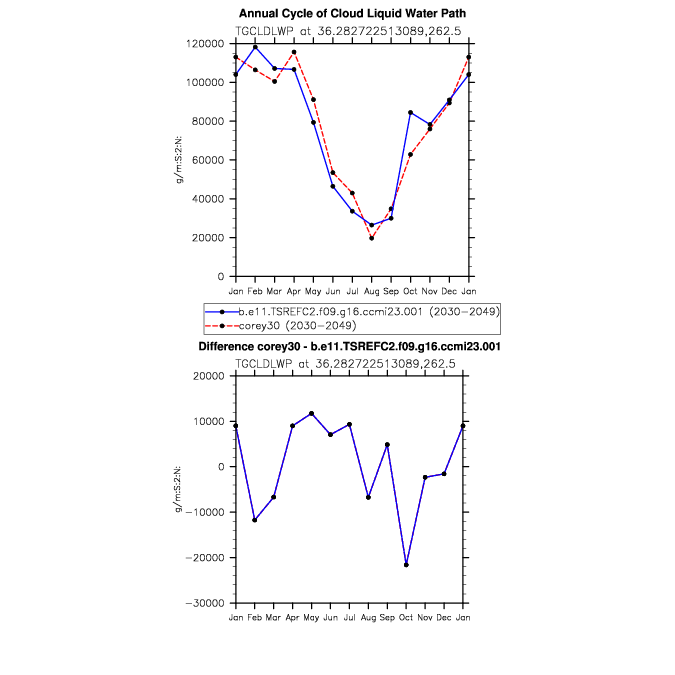 Annual Cycle of Cloud Liquid Water Path
TGCLDLWP at 36.282722513089,262.5
120000
100000
80000
60000
40000
20000
0
g/m:S:2:N:
Jan Feb Mar Apr May Jun Jul Aug Sep Oct Nov Dec Jan
b.e11.TSREFC2.f09.g16.ccmi23.001 (2030-2049)
corey30 (2030-2049)
Difference corey30 - b.e11.TSREFC2.f09.g16.ccmi23.001
TGCLDLWP at 36.282722513089,262.5
20000
10000
0
-10000
-20000
-30000
g/m:S:2:N:
Jan Feb Mar Apr May Jun Jul Aug Sep Oct Nov Dec Jan